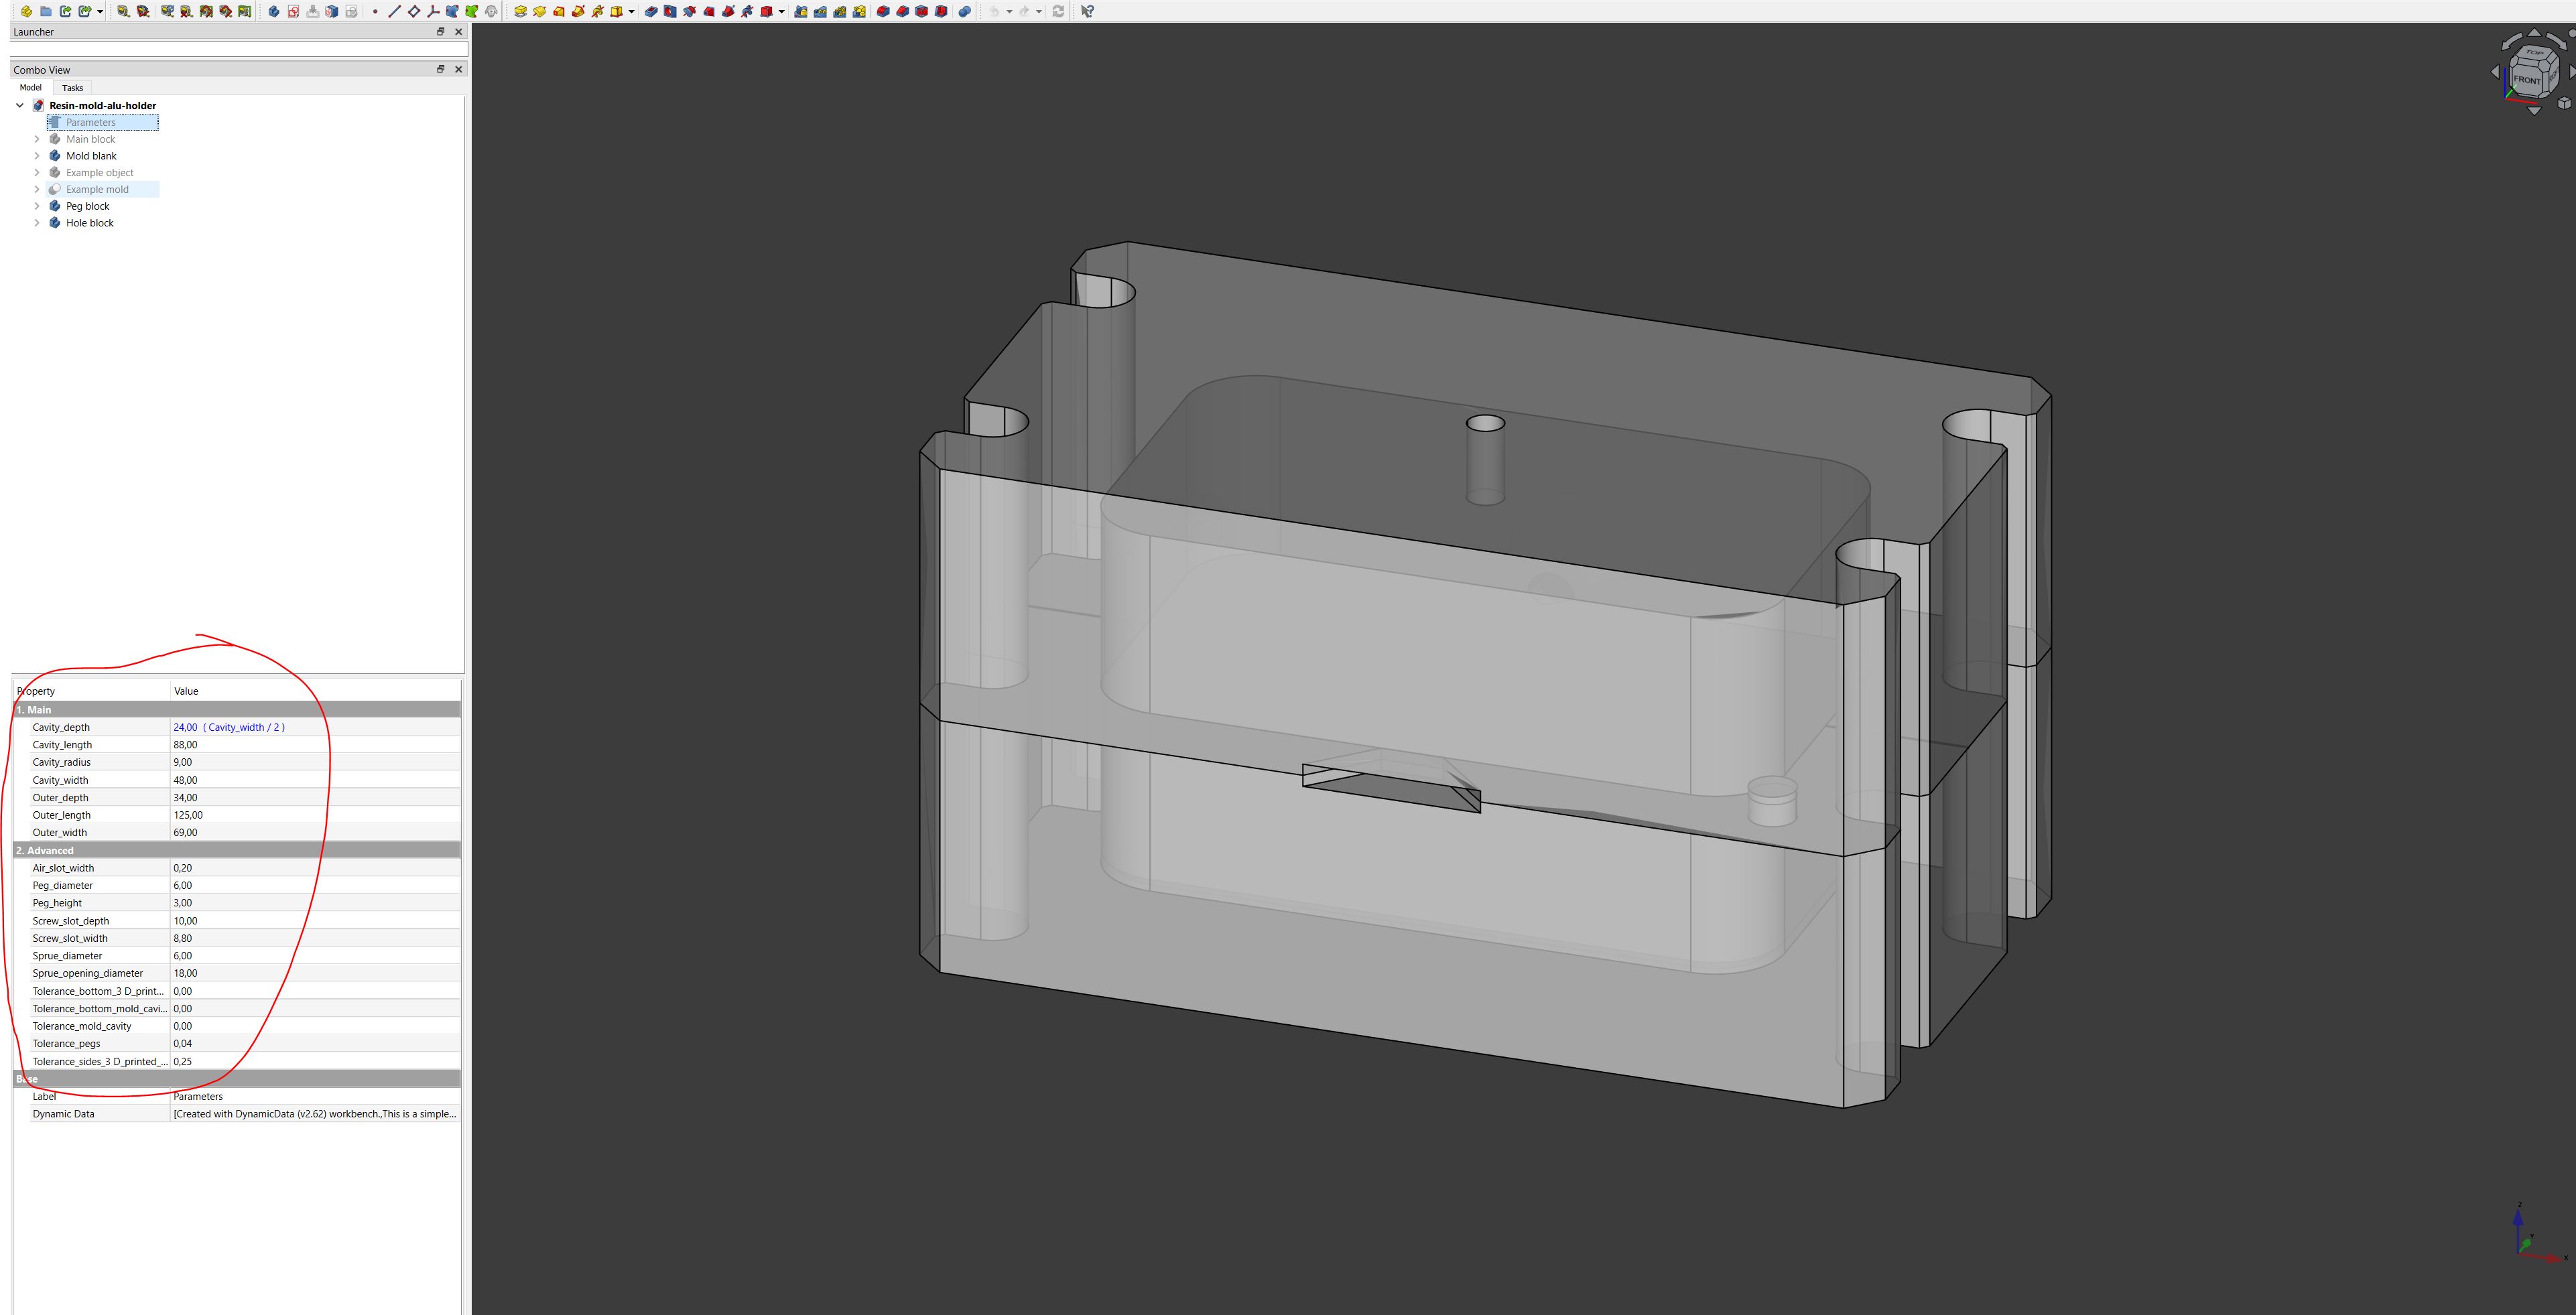 Launcher
Combo View
Model Tasks
Resin-mold-alu-holder
Parameters
Main block
Mold blank
Example object
Example mold
Peg block
Hole block
Property Value
1. Main
Cavity_depth 24,00 ( Cavity_width / 2 )
Cavity_length 88,00
Cavity_radius 9,00
Cavity_width 48,00
Outer_depth 34,00
Outer_length 125,00
Outer_width 69,00
2. Advanced
Air_slot_width 0,20
Peg_diameter 6,00
Peg_height 3,00
Screw_slot_depth 10,00
Screw_slot_width 8,80
Sprue_diameter 6,00
Sprue_opening_diameter 18,00
Tolerance_bottom_3 D_print... 0,00
Tolerance_bottom_mold_cavi... 0,00
Tolerance_mold_cavity 0,00
Tolerance_pegs 0,04
Tolerance_sides_3 D_printed_... 0,25
Base
Label Parameters
Dynamic Data [Created with DynamicData (v2.62) workbench.,This is a simple...
TOP
FRONT
Z
Y
X